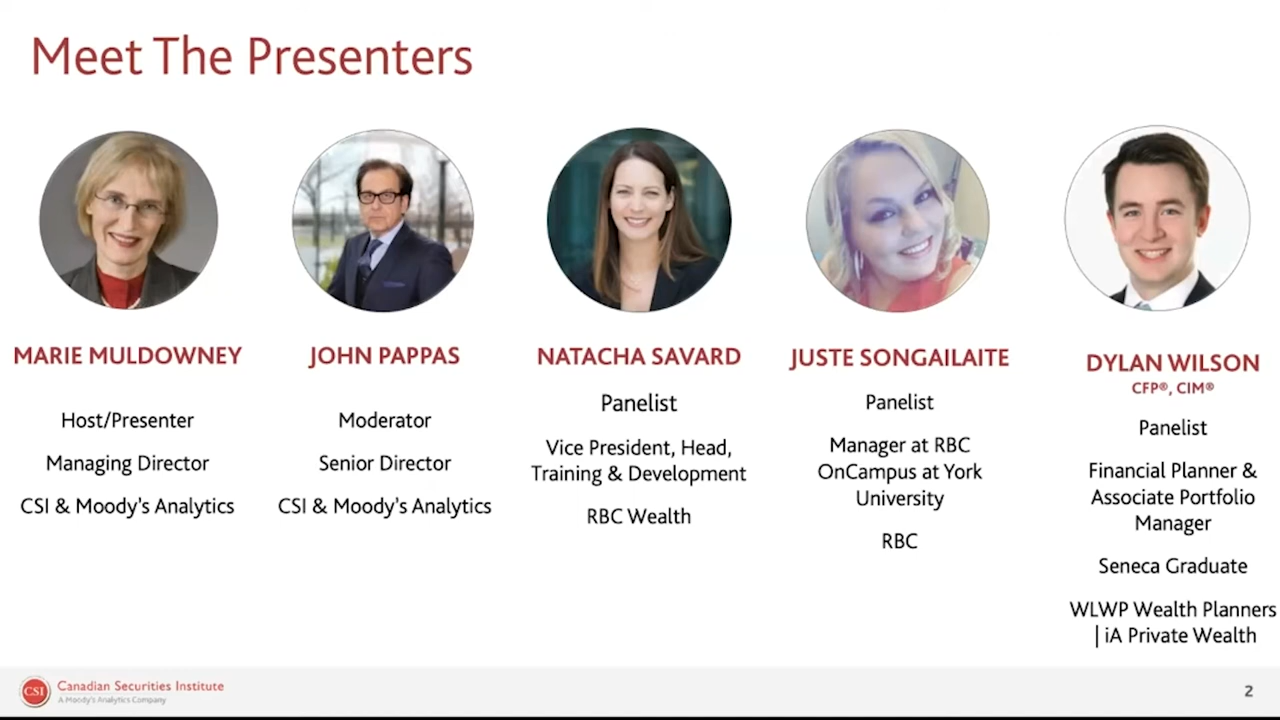 Meet The Presenters
MARIE MULDOWNEY
Host/Presenter
Managing Director
CSI & Moody's Analytics
JOHN PAPPAS
Moderator
Senior Director
CSI & Moody's Analytics
NATACHA SAVARD
Panelist
Vice President, Head,
Training & Development
RBC Wealth
JUSTE SONGAILAITE
Panelist
Manager at RBC
OnCampus at York
University
RBC
DYLAN WILSON
CFP®, CIM®
Panelist
Financial Planner &
Associate Portfolio
Manager
Seneca Graduate
WLWP Wealth Planners
| iA Private Wealth
CSI
Canadian Securities Institute
A Moody's Analytics Company
2